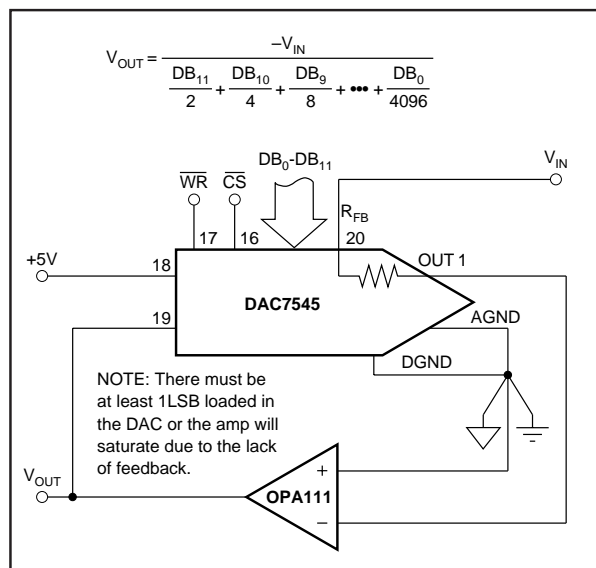 V_OUT = –V_IN
DB_11/2 + DB_10/4 + DB_9/8 + ••• + DB_0/4096
DB_0-DB_11
V_IN
W̅R̅
C̅S̅
R_FB
17
16
20
+5V
18
OUT 1
DAC7545
19
AGND
DGND
NOTE: There must be
at least 1LSB loaded in
the DAC or the amp will
saturate due to the lack
of feedback.
V_OUT
+
OPA111
–